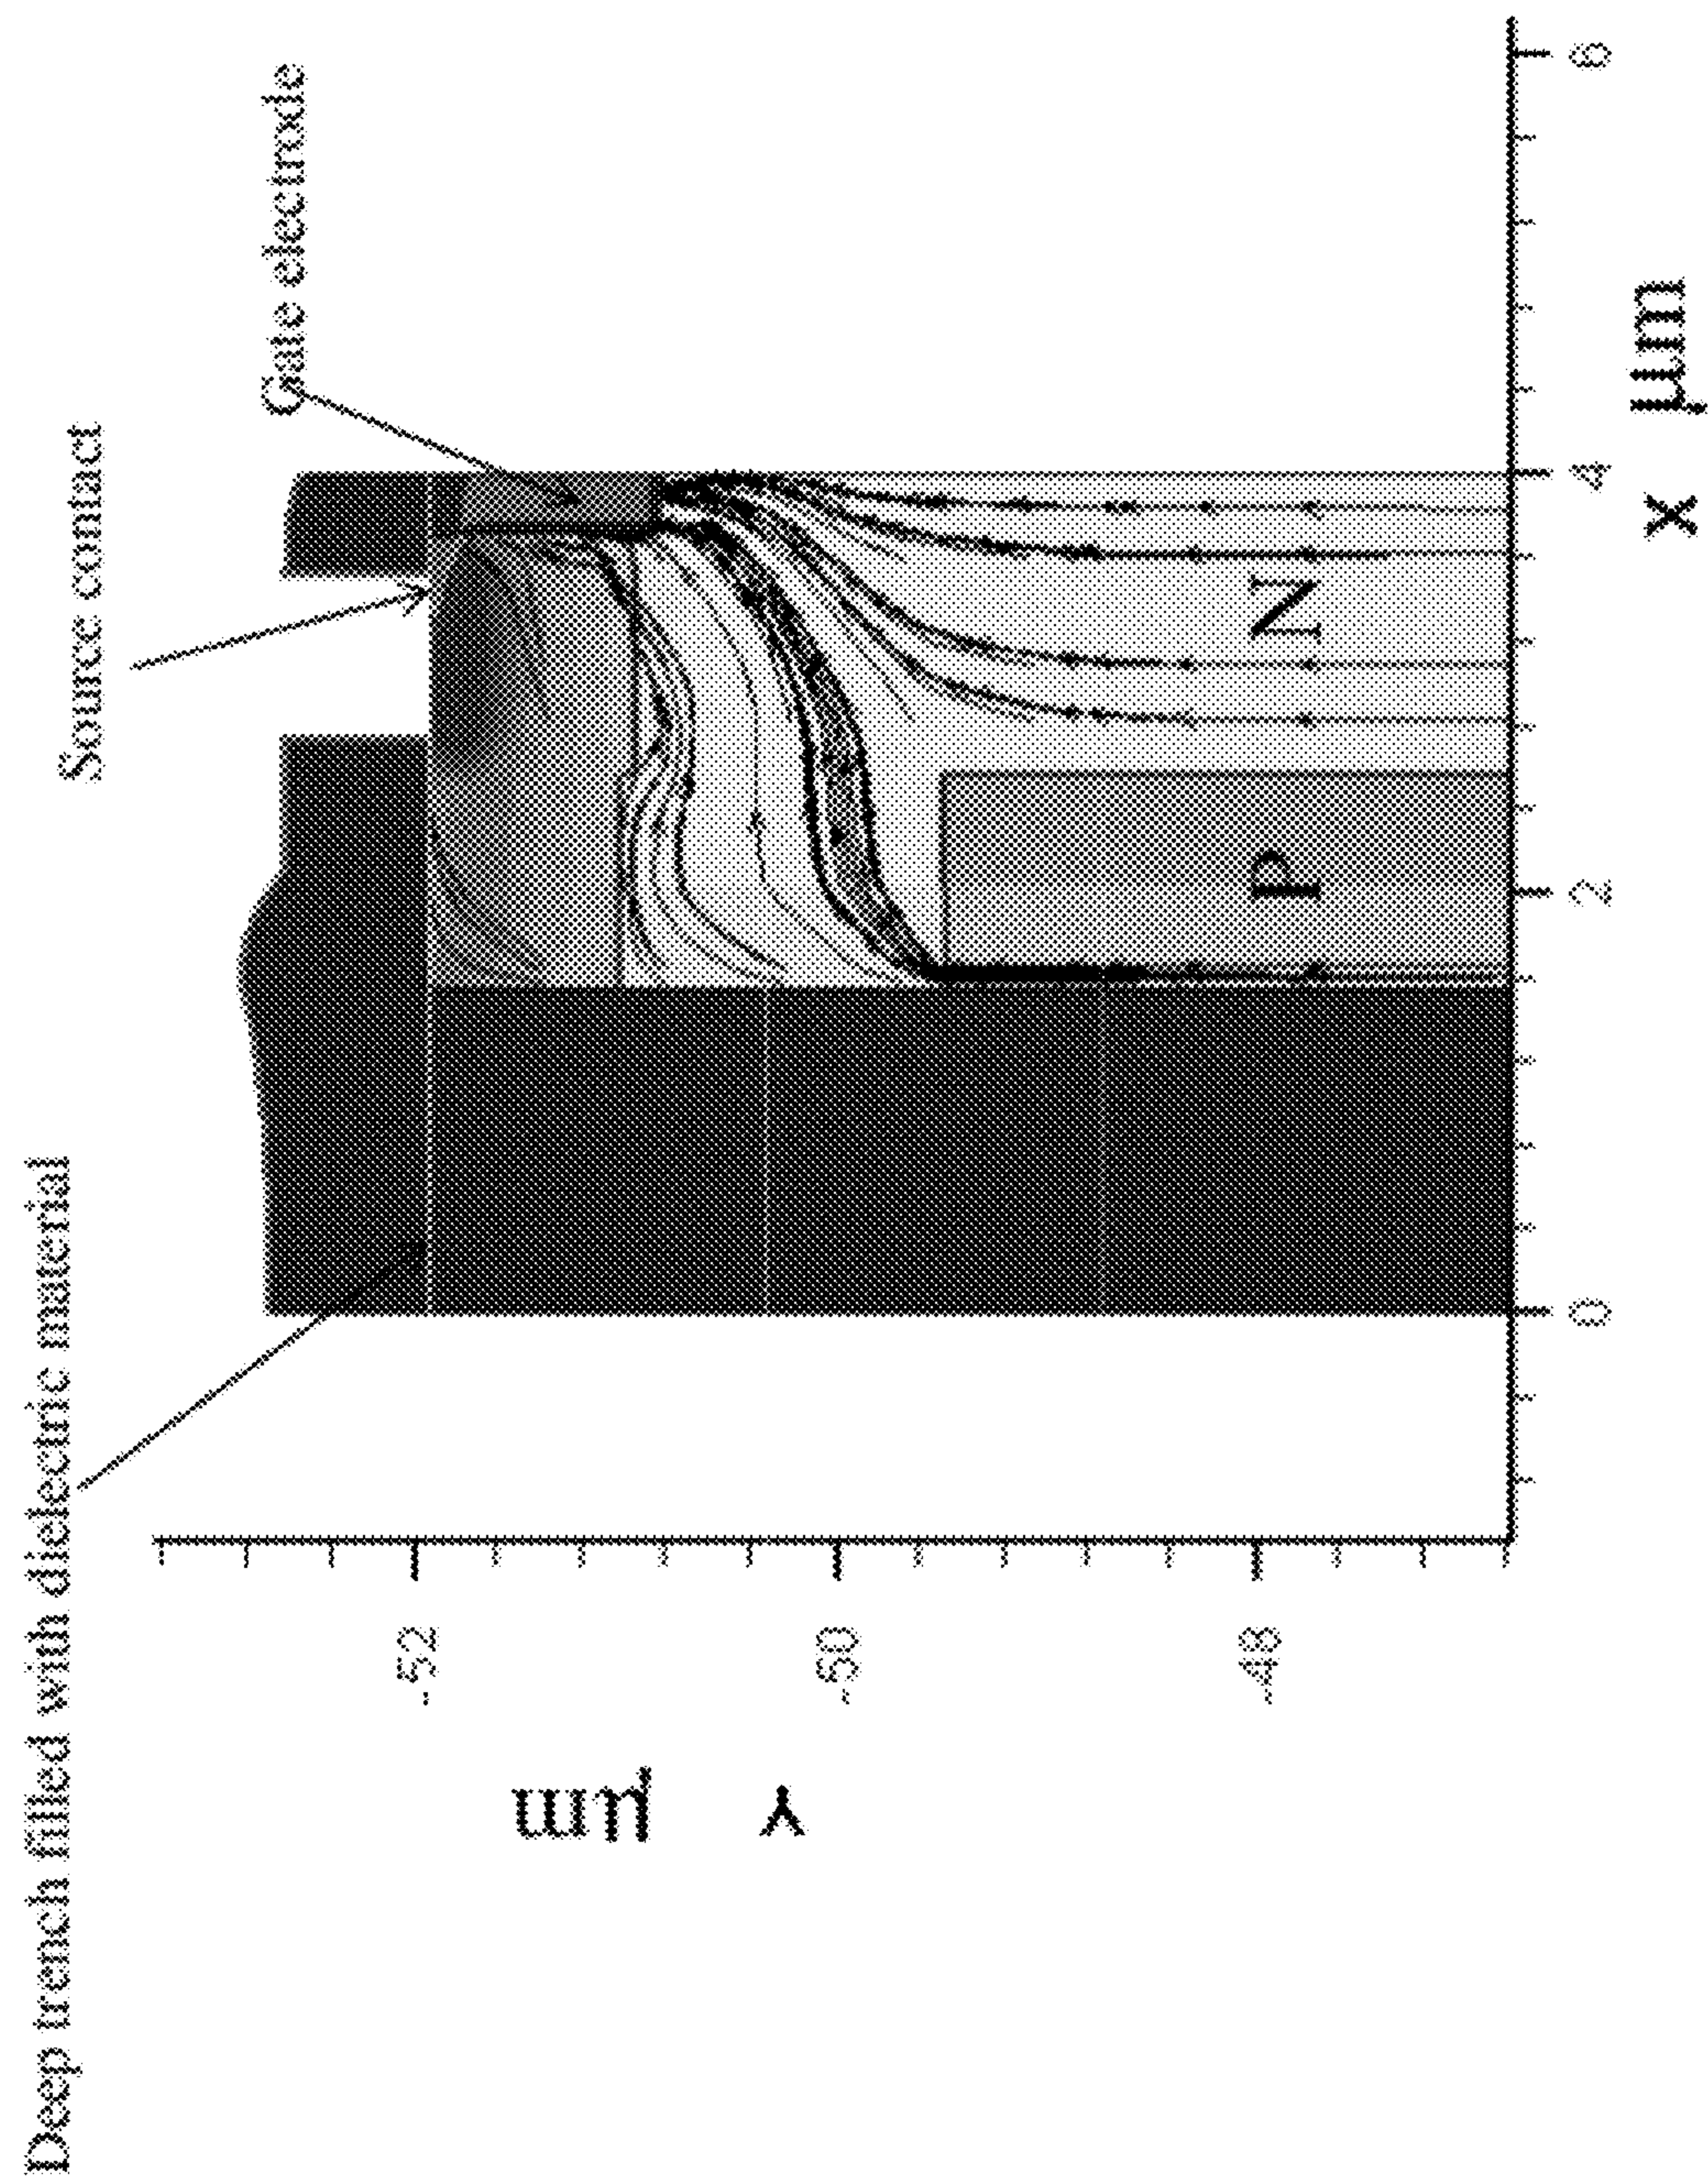 Deep trench filled with dielectric material
Source contact
Gate electrode
-52
-50
-48
Y μm
P
N
0
2
4
6
X μm